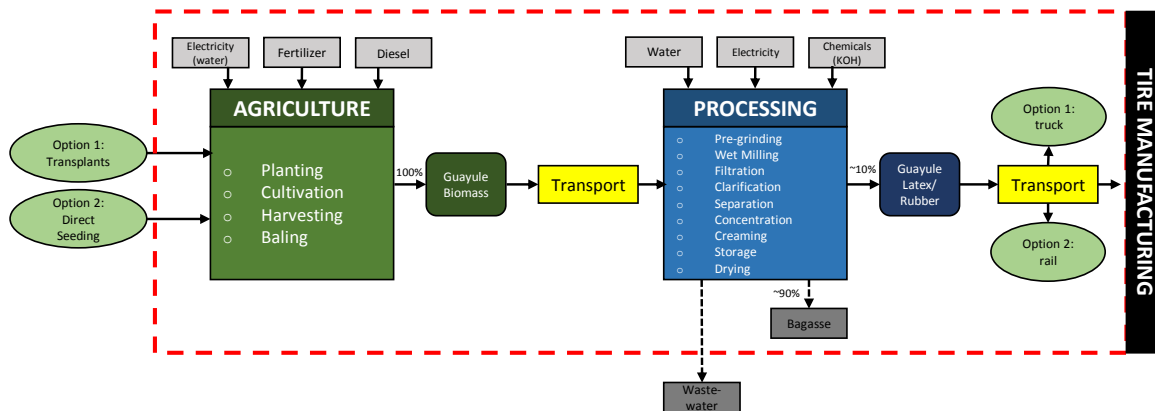 Electricity
(water)
Fertilizer
Diesel
Water
Electricity
Chemicals
(KOH)
AGRICULTURE
PROCESSING
Option 1:
Transplants
Option 2:
Direct
Seeding
o Planting
o Cultivation
o Harvesting
o Baling
100%
Guayule
Biomass
Transport
o Pre-grinding
o Wet Milling
o Filtration
o Clarification
o Separation
o Concentration
o Creaming
o Storage
o Drying
~10%
Guayule
Latex/
Rubber
Option 1:
truck
Transport
Option 2:
rail
~90%
Bagasse
Waste-
water
TIRE MANUFACTURING